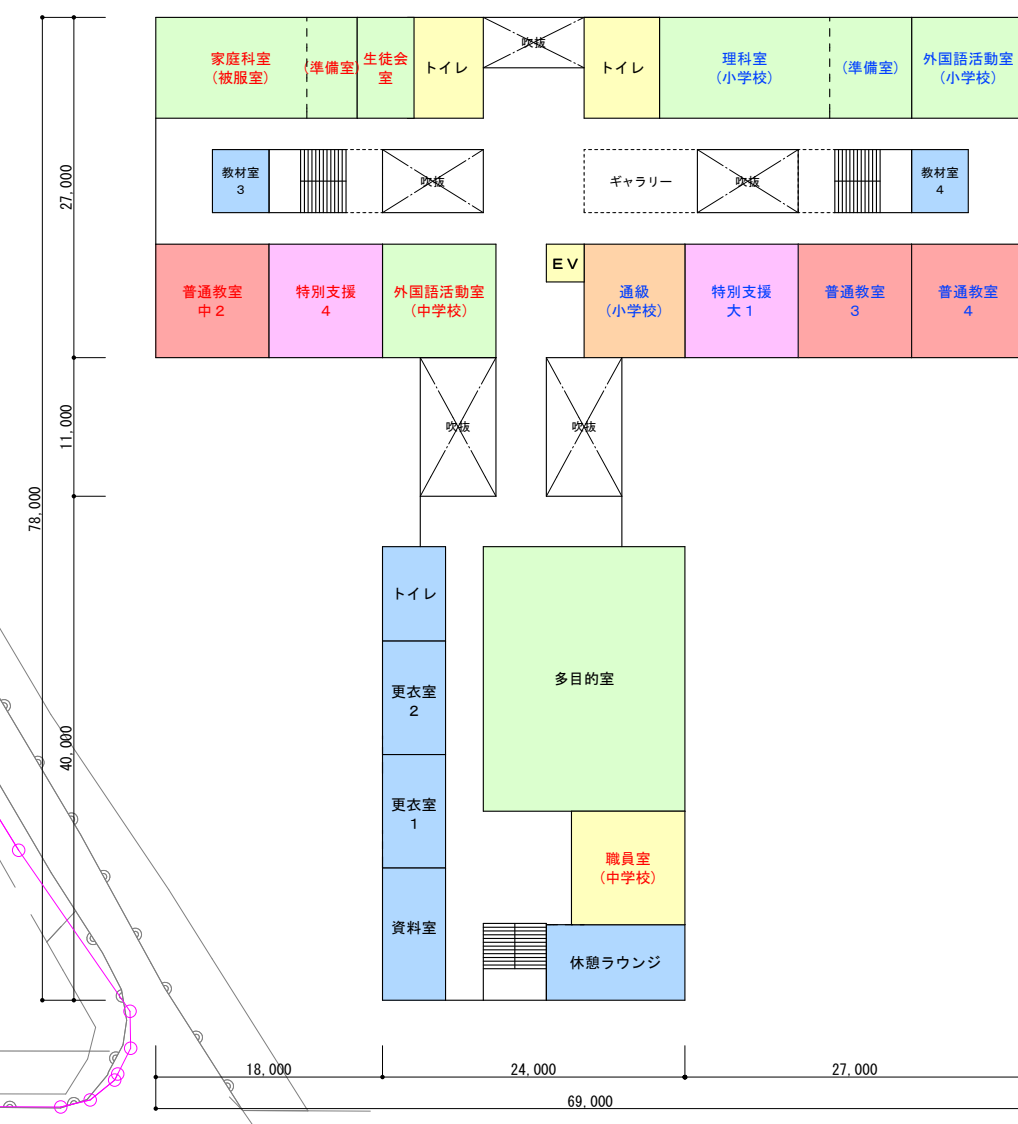 家庭科室
(被服室)
(準備室)
生徒会
室
トイレ
吹抜
トイレ
理科室
(小学校)
(準備室)
外国語活動室
(小学校)
教材室
3
吹抜
ギャラリー
吹抜
教材室
4
27,000
普通教室
中2
特別支援
4
外国語活動室
(中学校)
EV
通級
(小学校)
特別支援
大1
普通教室
3
普通教室
4
吹抜
吹抜
11,000
78,000
トイレ
更衣室
2
多目的室
40,000
更衣室
1
職員室
(中学校)
資料室
休憩ラウンジ
18,000
24,000
27,000
69,000